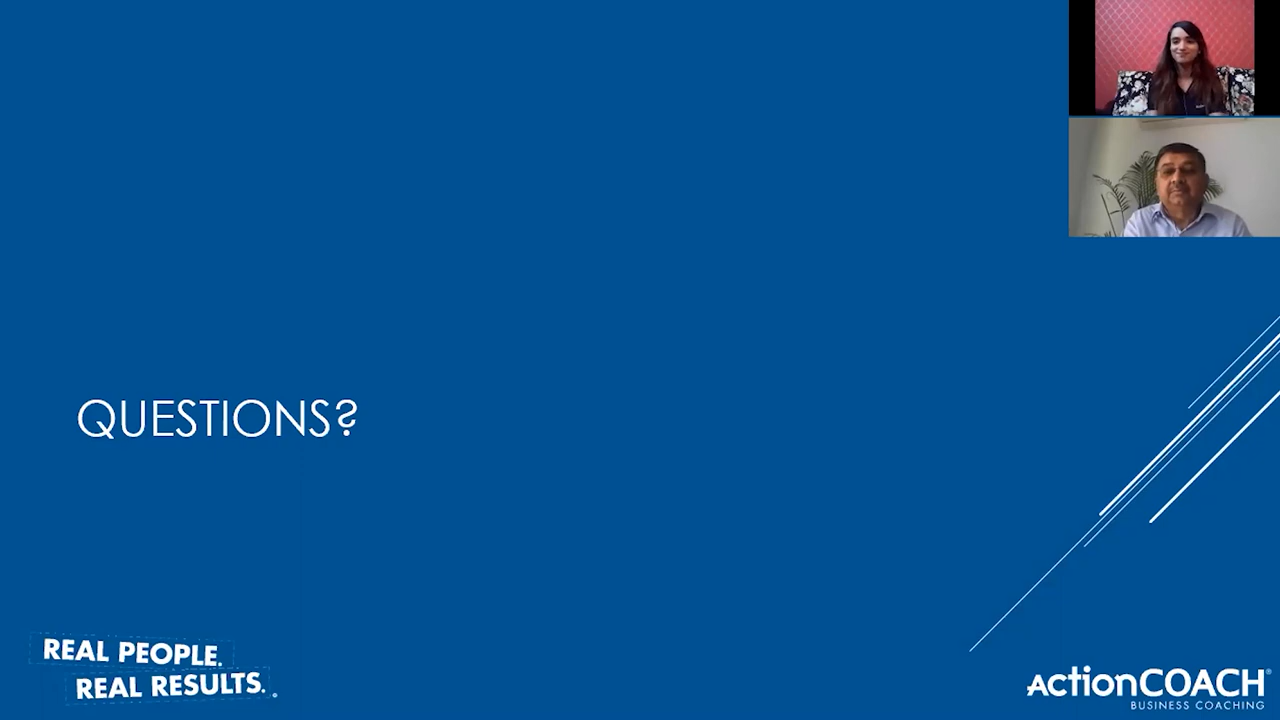 QUESTIONS?
REAL PEOPLE.
REAL RESULTS.
ActionCOACH®
BUSINESS COACHING